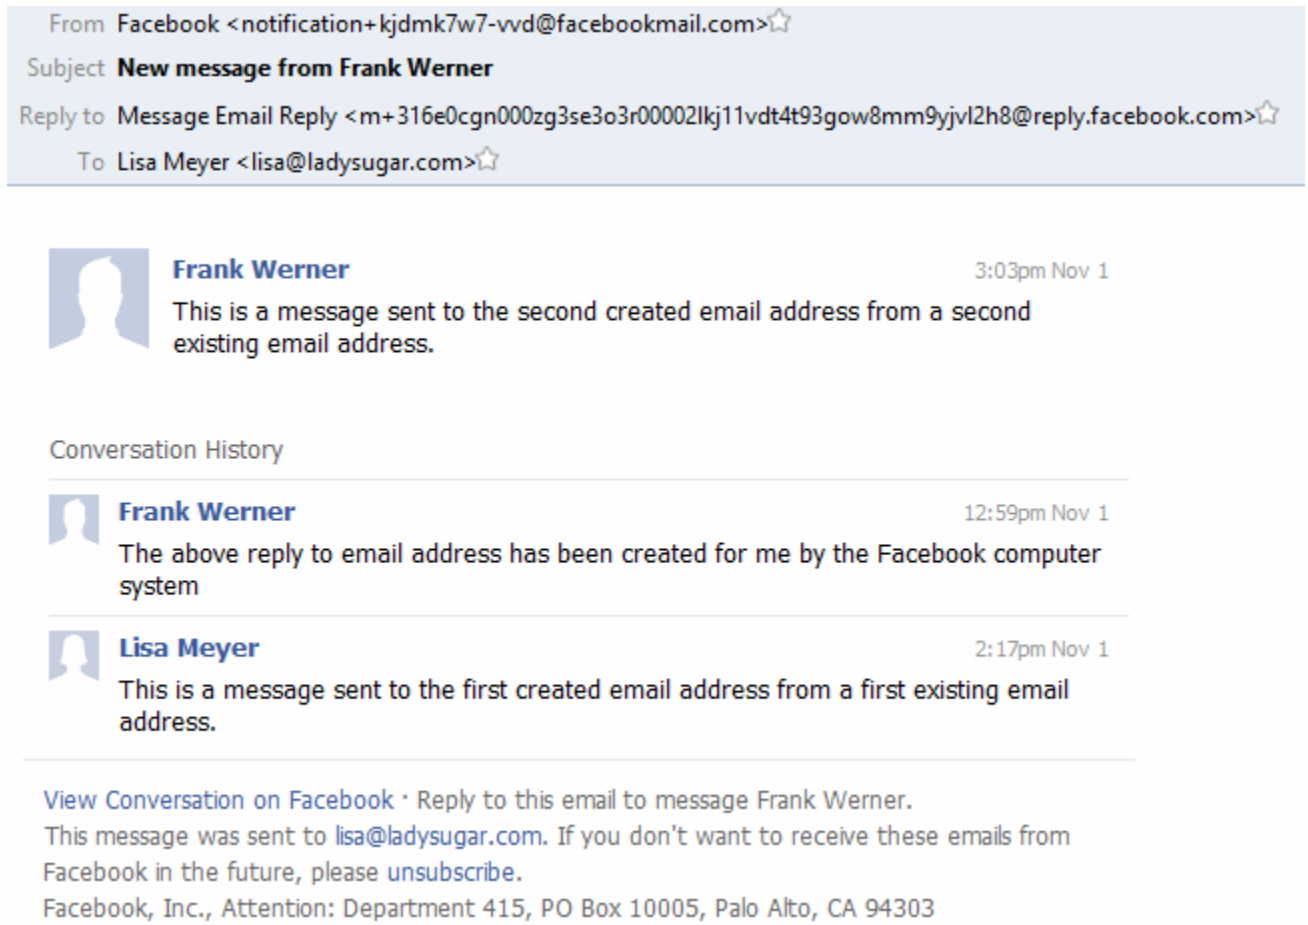 From Facebook <notification+kjdmk7w7-vvd@facebookmail.com>
Subject New message from Frank Werner
Reply to Message Email Reply <m+316e0cgn000zg3se3o3r00002lkj11vdt4t93gow8mm9yjvl2h8@reply.facebook.com>
To Lisa Meyer <lisa@ladysugar.com>
Frank Werner 3:03pm Nov 1
This is a message sent to the second created email address from a second
existing email address.
Conversation History
Frank Werner 12:59pm Nov 1
The above reply to email address has been created for me by the Facebook computer
system
Lisa Meyer 2:17pm Nov 1
This is a message sent to the first created email address from a first existing email
address.
View Conversation on Facebook · Reply to this email to message Frank Werner.
This message was sent to lisa@ladysugar.com. If you don't want to receive these emails from
Facebook in the future, please unsubscribe.
Facebook, Inc., Attention: Department 415, PO Box 10005, Palo Alto, CA 94303